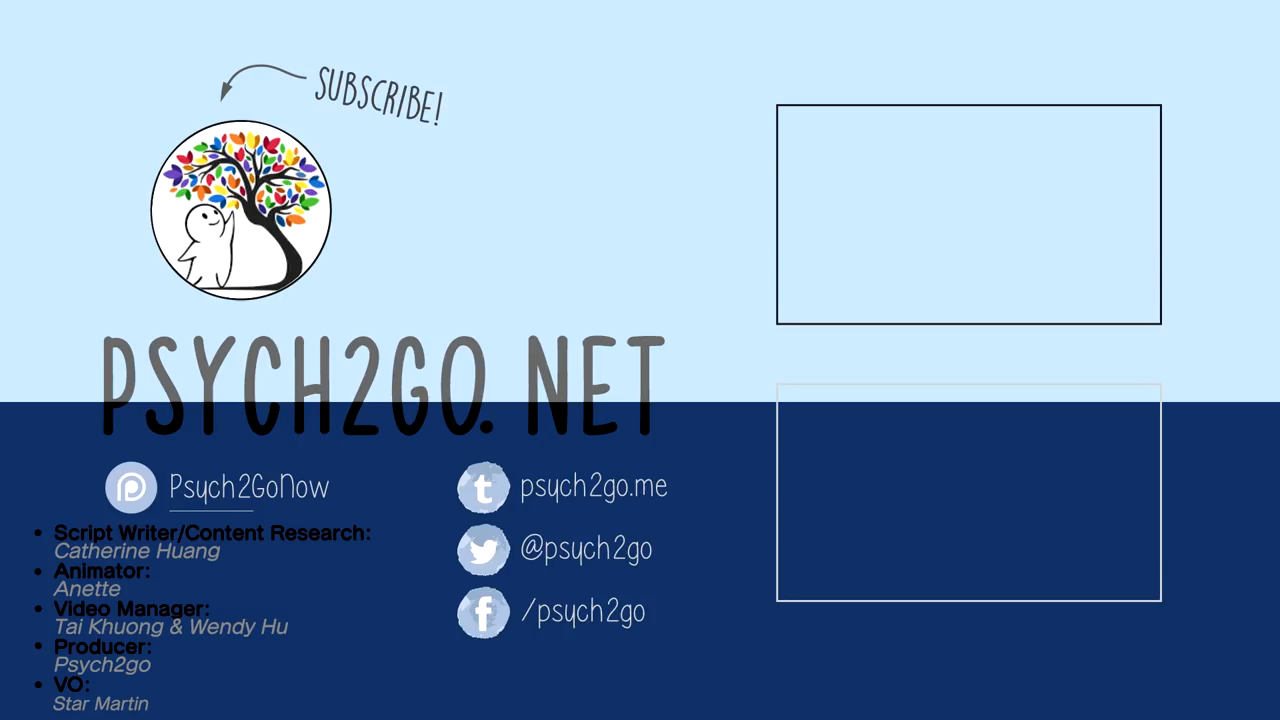 SUBSCRIBE!
PSYCH2GO. NET
Psych2GoNow
psych2go.me
@psych2go
/psych2go
• Script Writer/Content Research:
Catherine Huang
• Animator:
Anette
• Video Manager:
Tai Khuong & Wendy Hu
• Producer:
Psych2go
• VO:
Star Martin